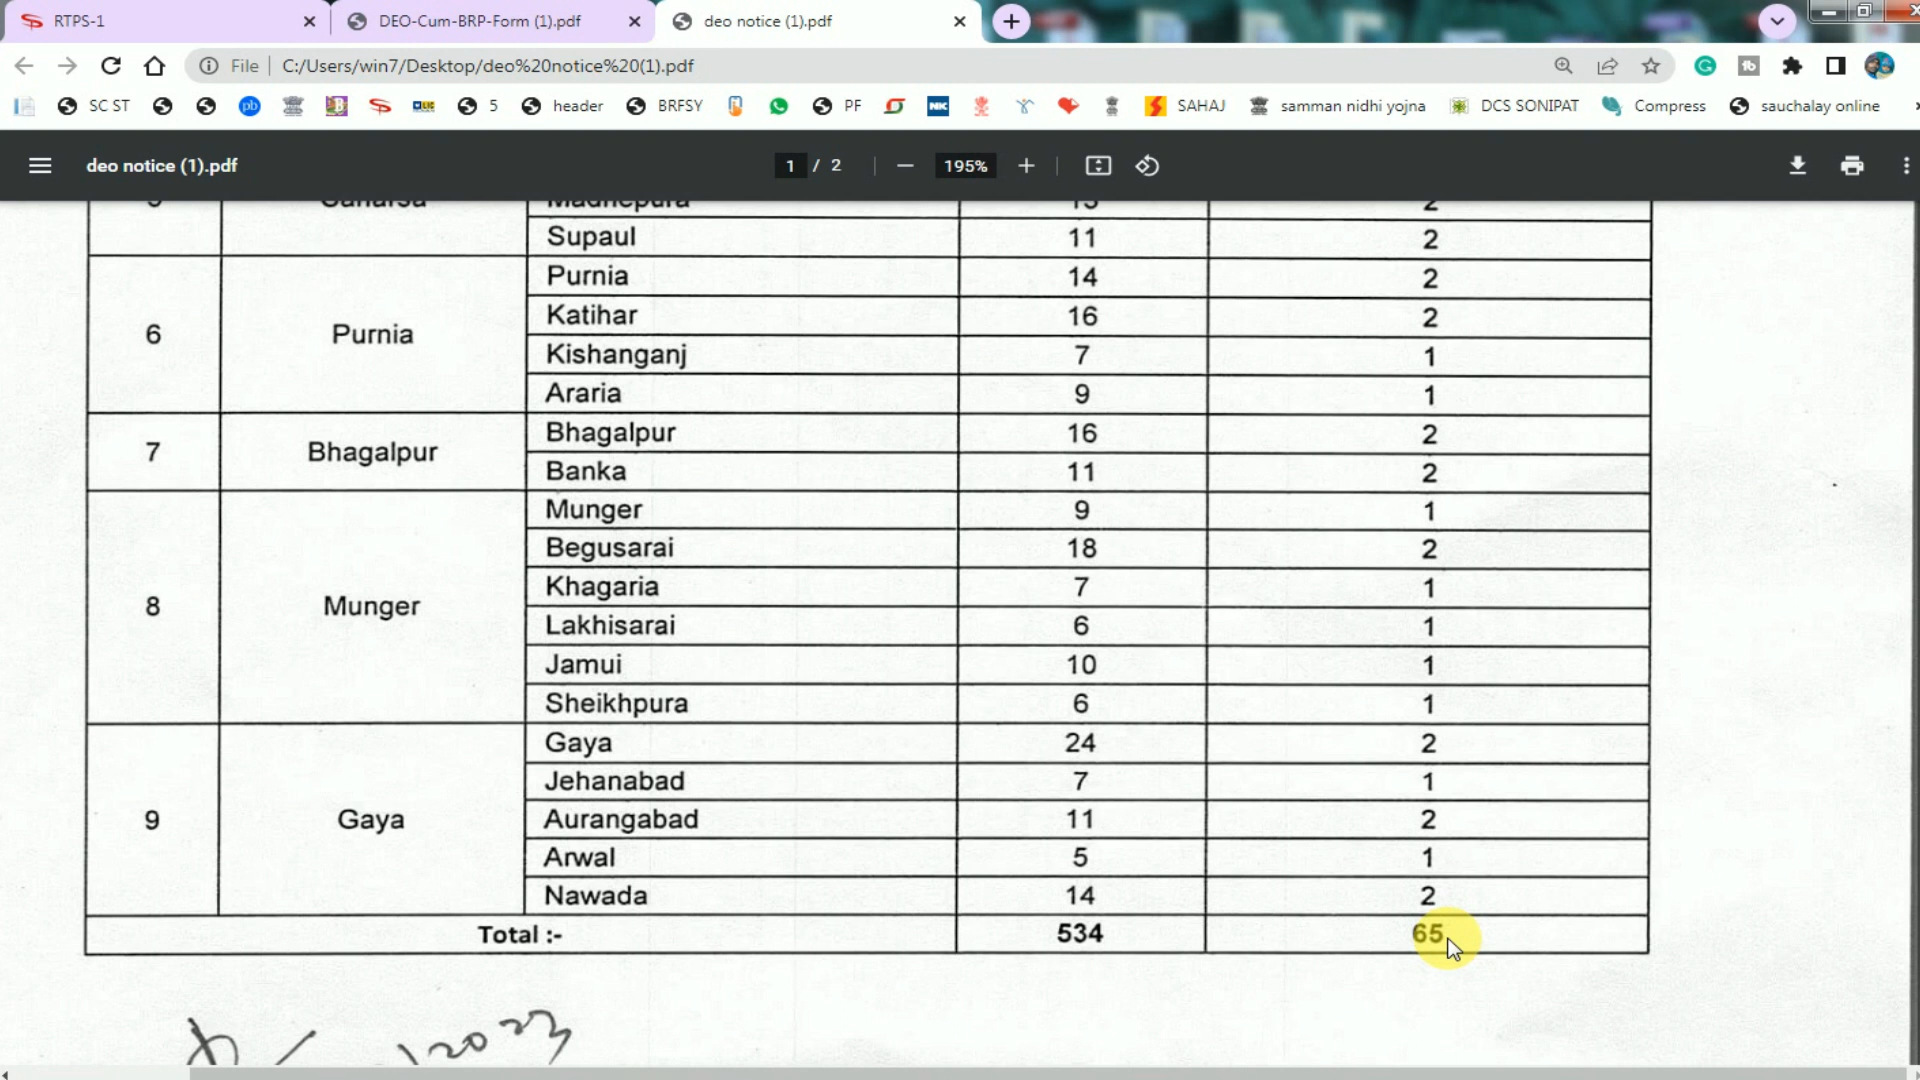 RTPS-1
DEO-Cum-BRP-Form (1).pdf
deo notice (1).pdf
File C:/Users/win7/Desktop/deo%20notice%20(1).pdf
SC ST pb LIC 5 header BRFSY PF NK SAHAJ samman nidhi yojna DCS SONIPAT Compress sauchalay online
deo notice (1).pdf 1 / 2 195%
Supaul 11 2
6 Purnia
Purnia 14 2
Katihar 16 2
Kishanganj 7 1
Araria 9 1
7 Bhagalpur
Bhagalpur 16 2
Banka 11 2
8 Munger
Munger 9 1
Begusarai 18 2
Khagaria 7 1
Lakhisarai 6 1
Jamui 10 1
Sheikhpura 6 1
9 Gaya
Gaya 24 2
Jehanabad 7 1
Aurangabad 11 2
Arwal 5 1
Nawada 14 2
Total :- 534 65